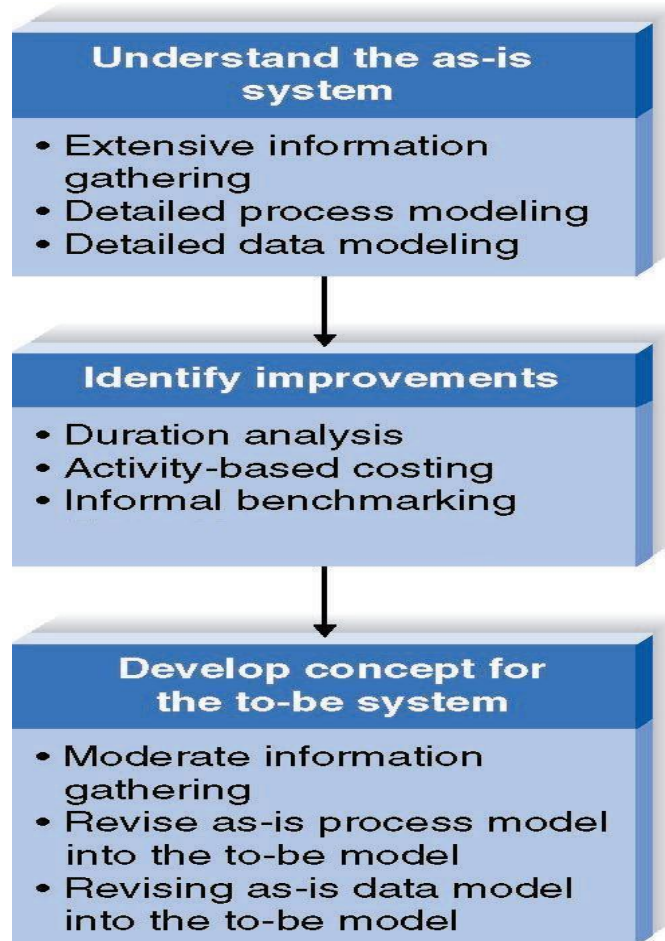 Understand the as-is
system
• Extensive information
gathering
• Detailed process modeling
• Detailed data modeling
Identify improvements
• Duration analysis
• Activity-based costing
• Informal benchmarking
Develop concept for
the to-be system
• Moderate information
gathering
• Revise as-is process model
into the to-be model
• Revising as-is data model
into the to-be model